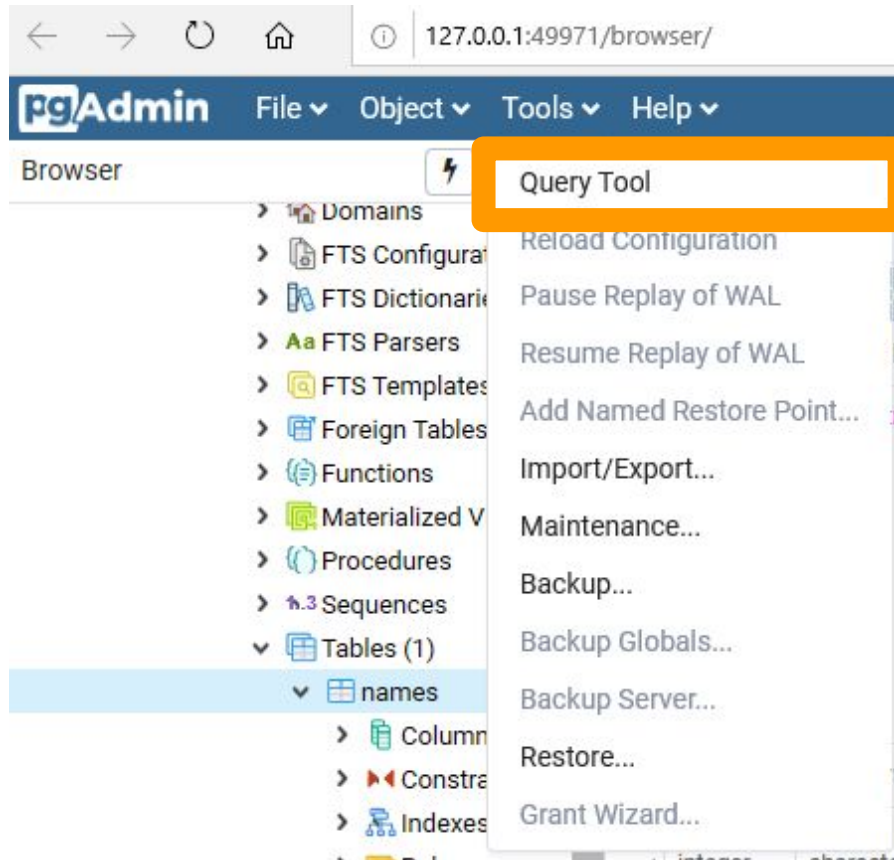 127.0.0.1:49971/browser/
pgAdmin File Object Tools Help
Browser
Query Tool
Domains
Reload Configuration
FTS Configurat
Pause Replay of WAL
FTS Dictionarie
Aa FTS Parsers
Resume Replay of WAL
FTS Templates
Add Named Restore Point...
Foreign Tables
Functions
Import/Export...
Materialized V
Maintenance...
Procedures
Backup...
Sequences
Tables (1)
Backup Globals...
names
Backup Server...
Column
Restore...
Constra
Grant Wizard...
Indexes